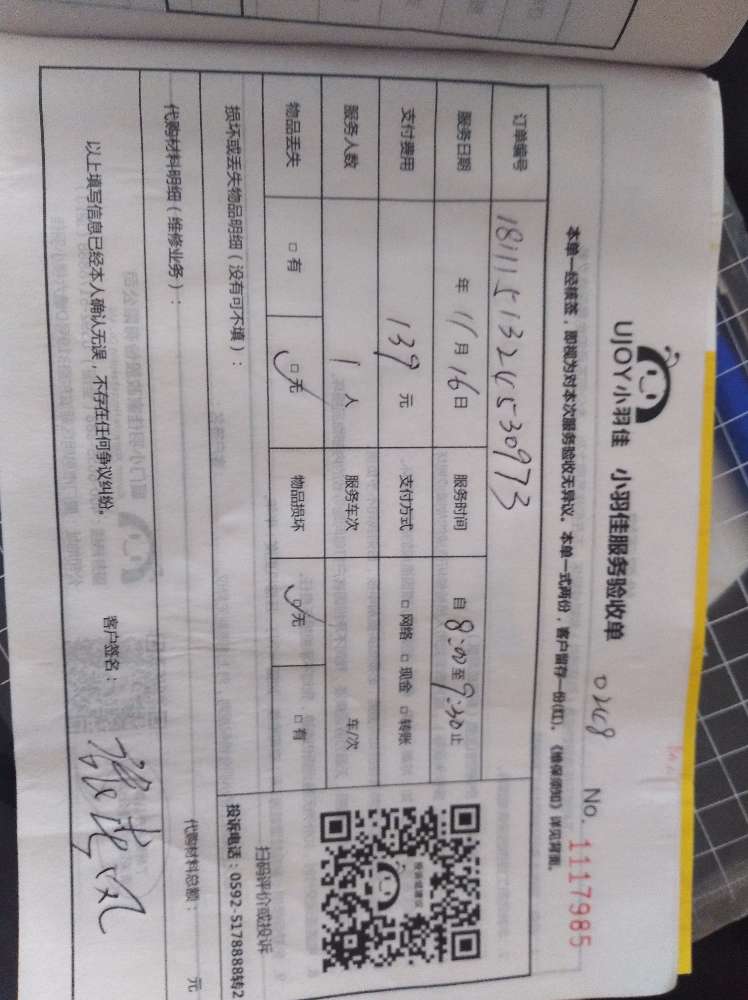 UJOY小羽佳 小羽佳服务验收单 0248 No. 1117985
本单一经核签,即视为对本次服务验收无异议。本单一式两份,客户留存一份(红)。《维保须知》详见背面。
订单编号 181115132453 0973
服务日期 年 11月 16日 服务时间 自 8:00 至 9:30 止
支付费用 139 元 支付方式 □ 网络 □ 现金 □ 转账
服务人数 1 人 服务车次 车/次
物品丢失 □ 有 □ 无 物品损坏 □ 无 □ 有
扫码评价或投诉
投诉电话:0592-5178888转2
损坏或丢失物品明细(没有可不填):
代购材料明细(维修业务): 代购材料总额: 元
以上填写信息已经本人确认无误,不存在任何争议纠纷。 客户签名: